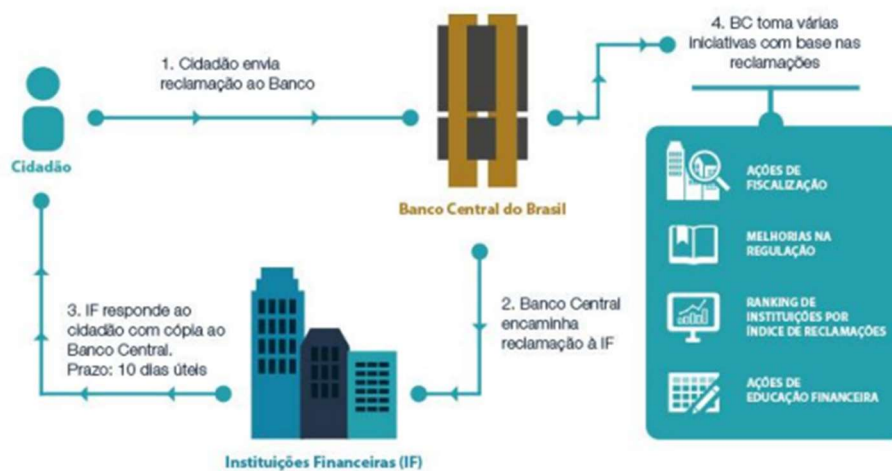 1. Cidadão envia
reclamação ao Banco
4. BC toma várias
iniciativas com base nas
reclamações
Cidadão
Banco Central do Brasil
AÇÕES DE
FISCALIZAÇÃO
MELHORIAS NA
REGULAÇÃO
RANKING DE
INSTITUIÇÕES POR
ÍNDICE DE RECLAMAÇÕES
AÇÕES DE
EDUCAÇÃO FINANCEIRA
2. Banco Central
encaminha
reclamação à IF
3. IF responde ao
cidadão com cópia ao
Banco Central.
Prazo: 10 dias úteis
Instituições Financeiras (IF)